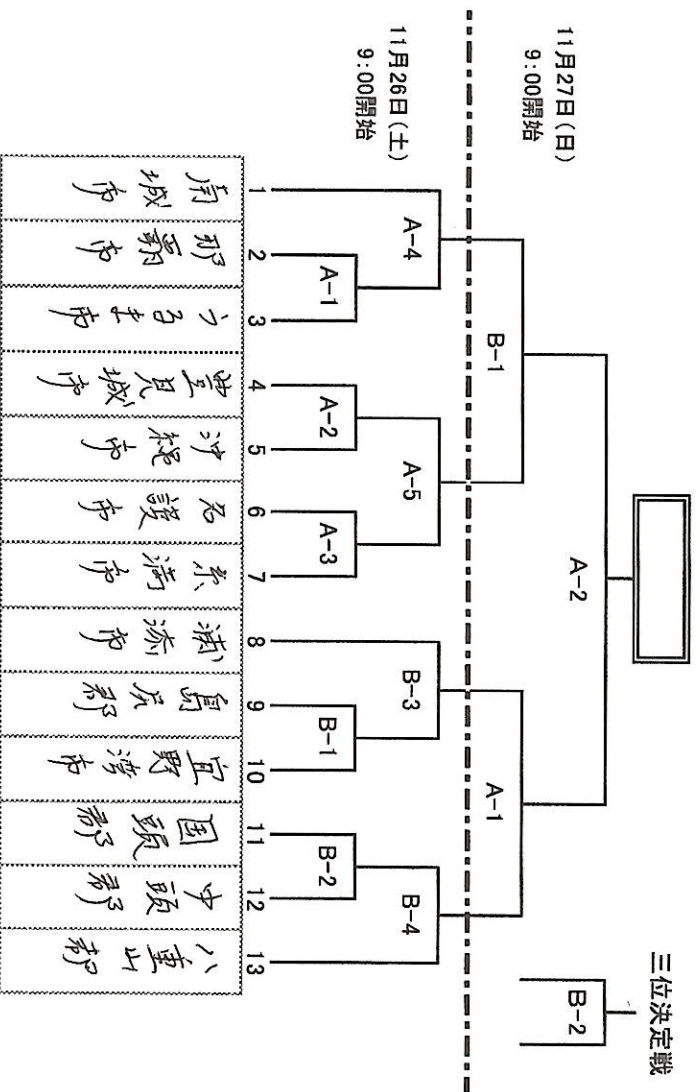 三位決定戦
11月27日(日)
9:00開始
A-2
B-2
B-1
A-1
11月26日(土)
9:00開始
A-4
A-5
B-3
B-4
A-1
A-2
A-3
B-1
B-2
1
2
3
4
5
6
7
8
9
10
11
12
13
南城市
那覇市
うるま市
豊見城市
沖縄市
名護市
糸満市
浦添市
島尻郡
宜野湾市
国頭郡
中頭郡
八重山郡